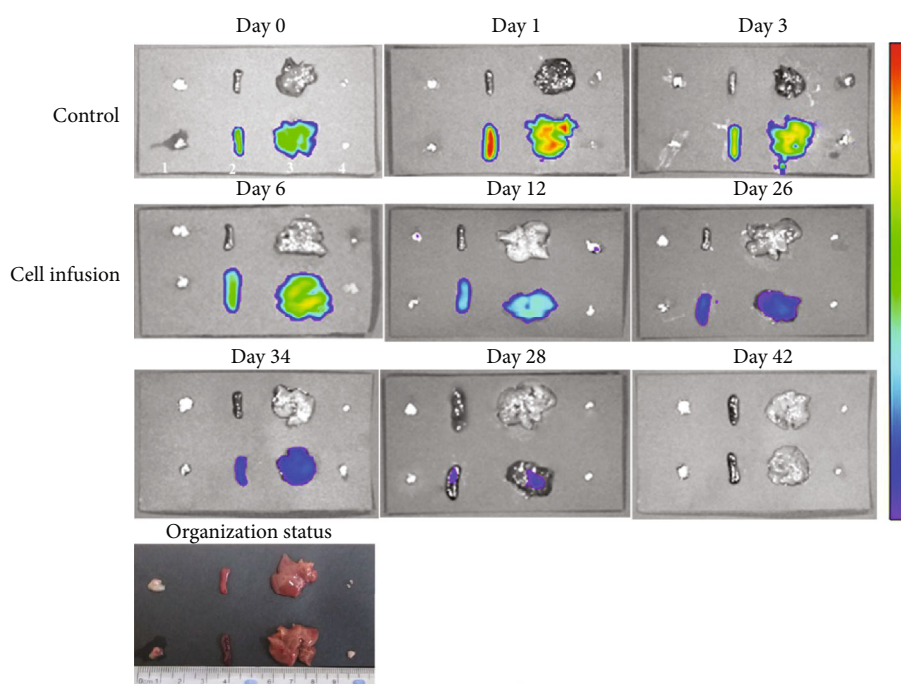 Day 0 Day 1 Day 3
Control
1 2 3 4
Day 6 Day 12 Day 26
Cell infusion
Day 34 Day 28 Day 42
Organization status